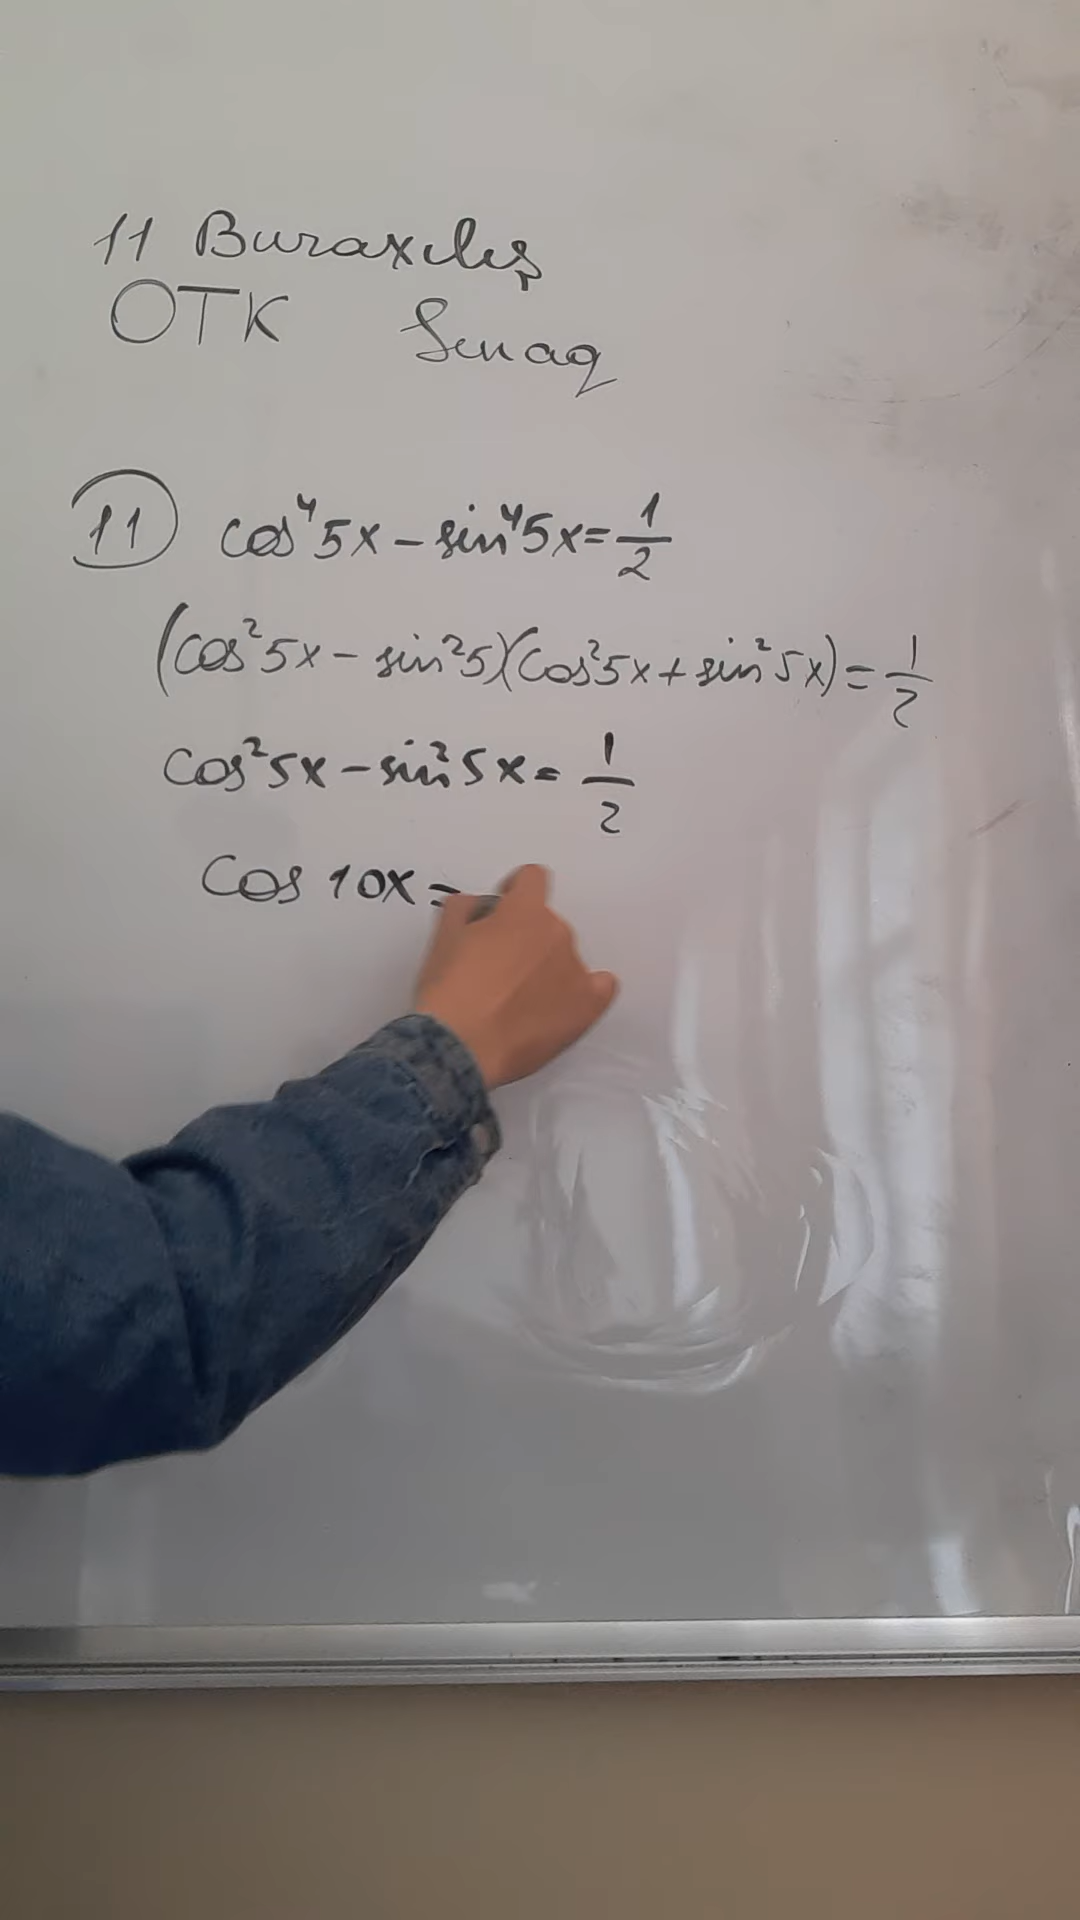 11 Buraxılış
OTK Sınaq
11 cos⁴5x − sin⁴5x = 1/2
(cos²5x − sin²5)(cos²5x + sin²5x) = 1/2
cos²5x − sin²5x = 1/2
cos 10x =